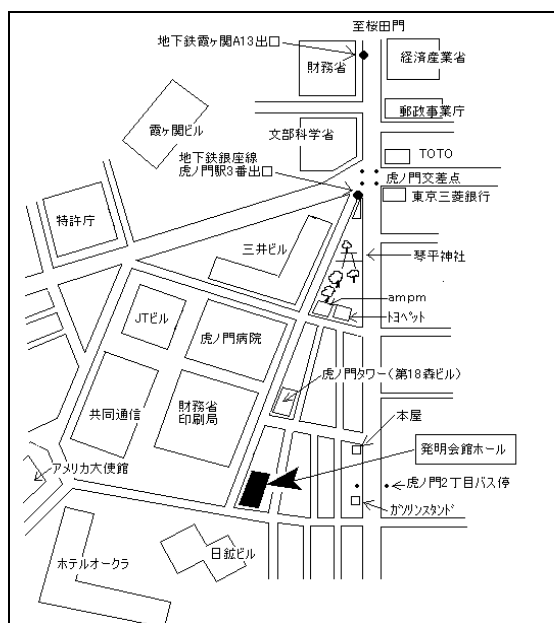 至桜田門
地下鉄霞ヶ関A13出口
財務省
経済産業省
郵政事業庁
霞ヶ関ビル
文部科学省
TOTO
地下鉄銀座線
虎ノ門駅3番出口
虎ノ門交差点
東京三菱銀行
特許庁
三井ビル
琴平神社
ampm
ﾄﾖﾍﾟｯﾄ
JTビル
虎ノ門病院
虎ノ門タワー(第18森ビル)
共同通信
財務省
印刷局
本屋
発明会館ホール
アメリカ大使館
虎ノ門2丁目バス停
ｶﾞｿﾘﾝｽﾀﾝﾄﾞ
日鉱ビル
ホテルオークラ